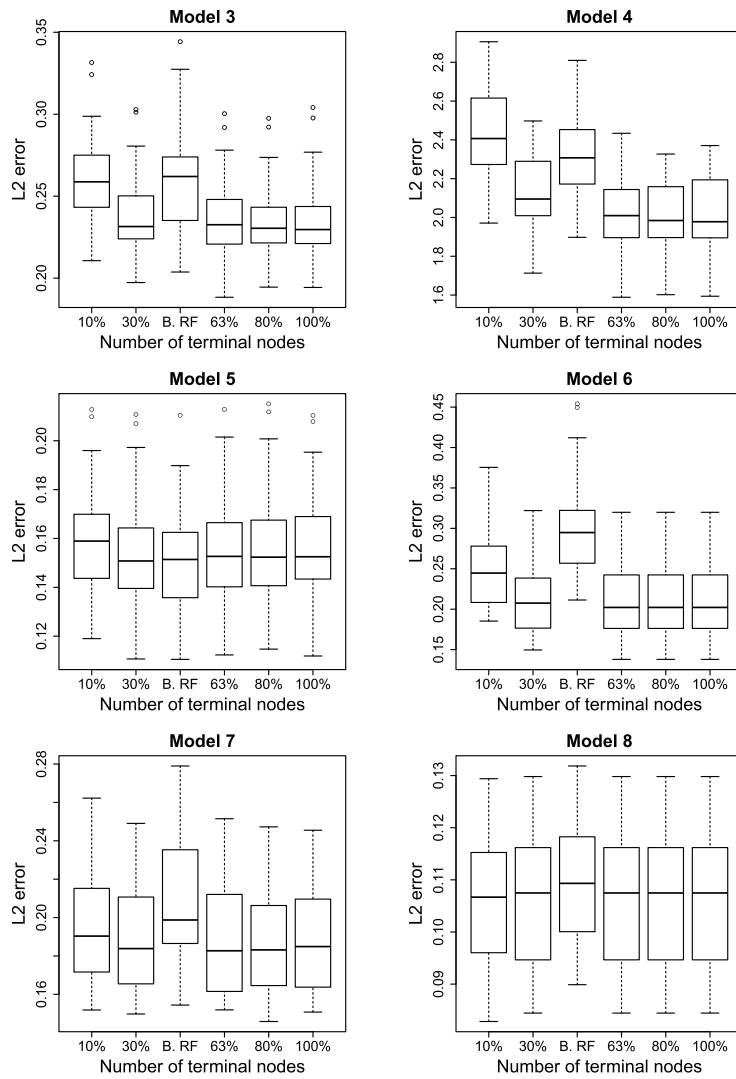 Model 3
L2 error
0.20 0.25 0.30 0.35
10% 30% B. RF 63% 80% 100%
Number of terminal nodes
Model 4
L2 error
1.6 1.8 2.0 2.2 2.4 2.6 2.8
10% 30% B. RF 63% 80% 100%
Number of terminal nodes
Model 5
L2 error
0.12 0.14 0.16 0.18 0.20
10% 30% B. RF 63% 80% 100%
Number of terminal nodes
Model 6
L2 error
0.15 0.20 0.25 0.30 0.35 0.40 0.45
10% 30% B. RF 63% 80% 100%
Number of terminal nodes
Model 7
L2 error
0.16 0.20 0.24 0.28
10% 30% B. RF 63% 80% 100%
Number of terminal nodes
Model 8
L2 error
0.09 0.10 0.11 0.12 0.13
10% 30% B. RF 63% 80% 100%
Number of terminal nodes